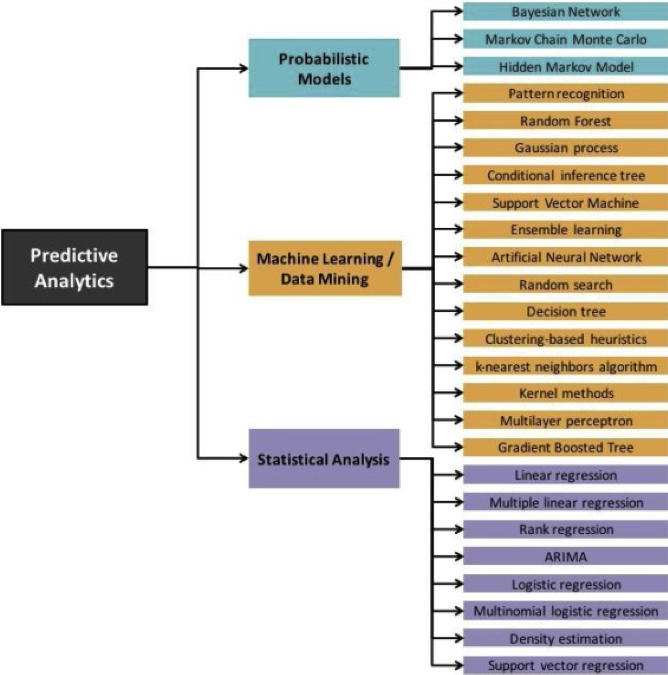 Predictive
Analytics
Probabilistic
Models
Bayesian Network
Markov Chain Monte Carlo
Hidden Markov Model
Machine Learning /
Data Mining
Pattern recognition
Random Forest
Gaussian process
Conditional inference tree
Support Vector Machine
Ensemble learning
Artificial Neural Network
Random search
Decision tree
Clustering-based heuristics
k-nearest neighbors algorithm
Kernel methods
Multilayer perceptron
Gradient Boosted Tree
Statistical Analysis
Linear regression
Multiple linear regression
Rank regression
ARIMA
Logistic regression
Multinomial logistic regression
Density estimation
Support vector regression